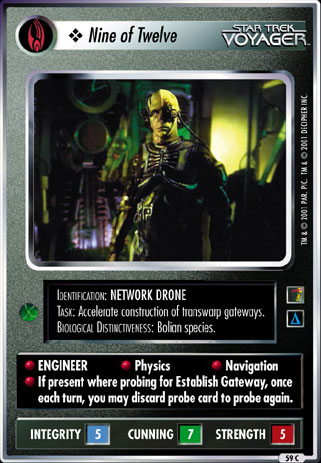 ❖ Nine of Twelve
STAR TREK
VOYAGER™
TM & © 2001 PAR. PIC. TM & © 2001 DECIPHER INC.
IDENTIFICATION: NETWORK DRONE
TASK: Accelerate construction of transwarp gateways.
BIOLOGICAL DISTINCTIVENESS: Bolian species.
ENGINEER Physics Navigation
If present where probing for Establish Gateway, once
each turn, you may discard probe card to probe again.
INTEGRITY 5 CUNNING 7 STRENGTH 5
59 C